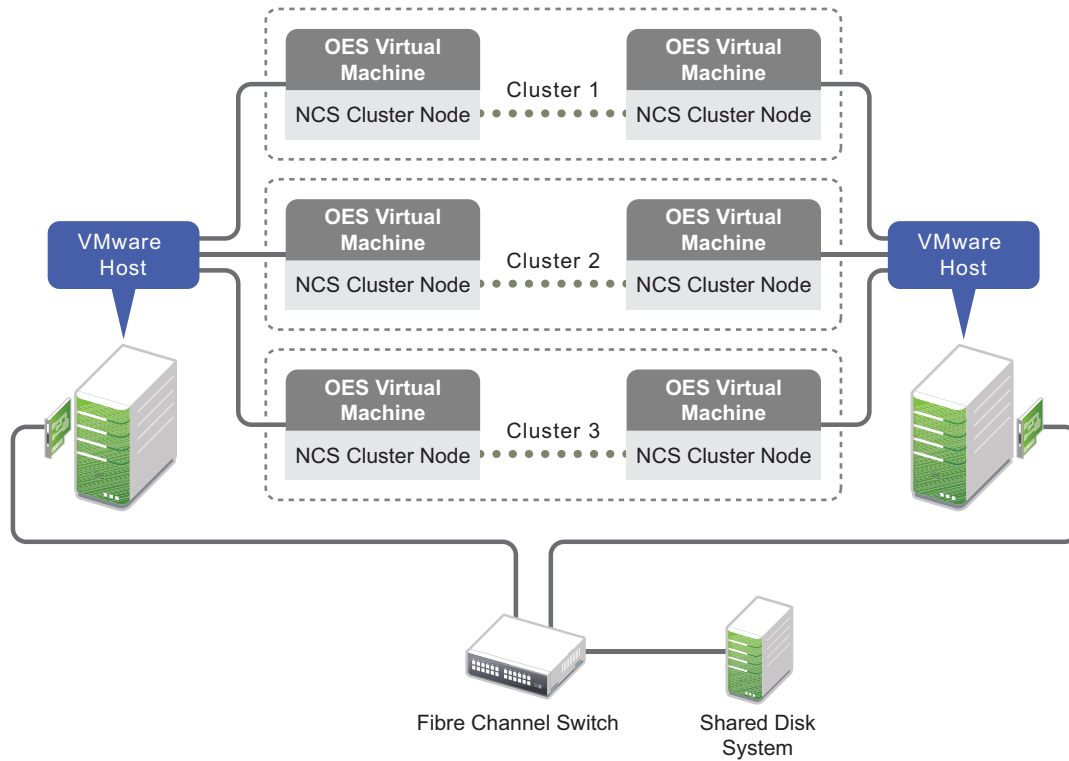 OES Virtual
Machine
NCS Cluster Node
Cluster 1
OES Virtual
Machine
NCS Cluster Node
VMware
Host
OES Virtual
Machine
NCS Cluster Node
Cluster 2
OES Virtual
Machine
NCS Cluster Node
VMware
Host
OES Virtual
Machine
NCS Cluster Node
Cluster 3
OES Virtual
Machine
NCS Cluster Node
Fibre Channel Switch
Shared Disk
System